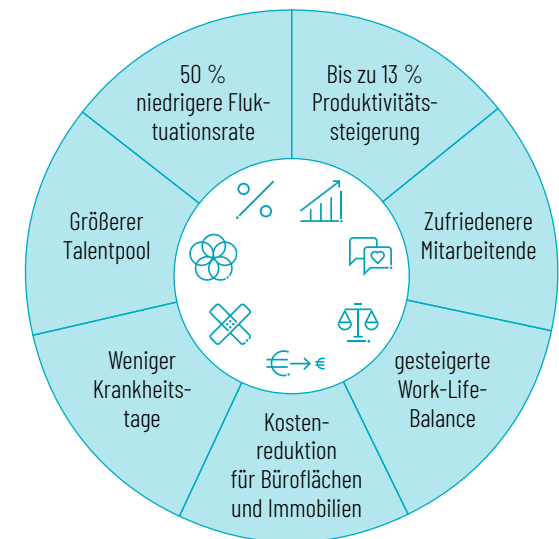 50 %
niedrigere Fluk-
tuationsrate
Bis zu 13 %
Produktivitäts-
steigerung
Zufriedenere
Mitarbeitende
gesteigerte
Work-Life-
Balance
Kosten-
reduktion
für Büroflächen
und Immobilien
Weniger
Krankheits-
tage
Größerer
Talentpool